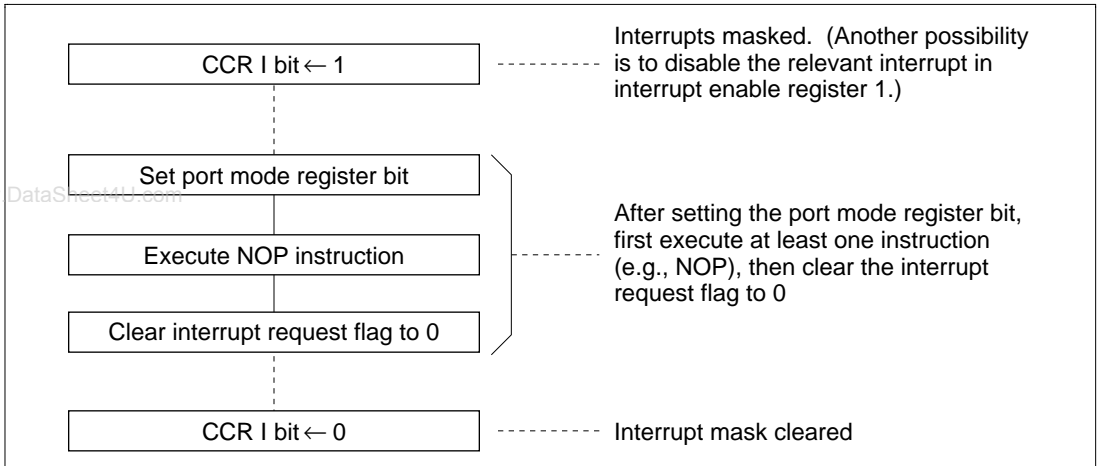 CCR I bit ← 1
Interrupts masked. (Another possibility
is to disable the relevant interrupt in
interrupt enable register 1.)
Set port mode register bit
DataSheet4U.com
Execute NOP instruction
Clear interrupt request flag to 0
After setting the port mode register bit,
first execute at least one instruction
(e.g., NOP), then clear the interrupt
request flag to 0
CCR I bit ← 0
Interrupt mask cleared